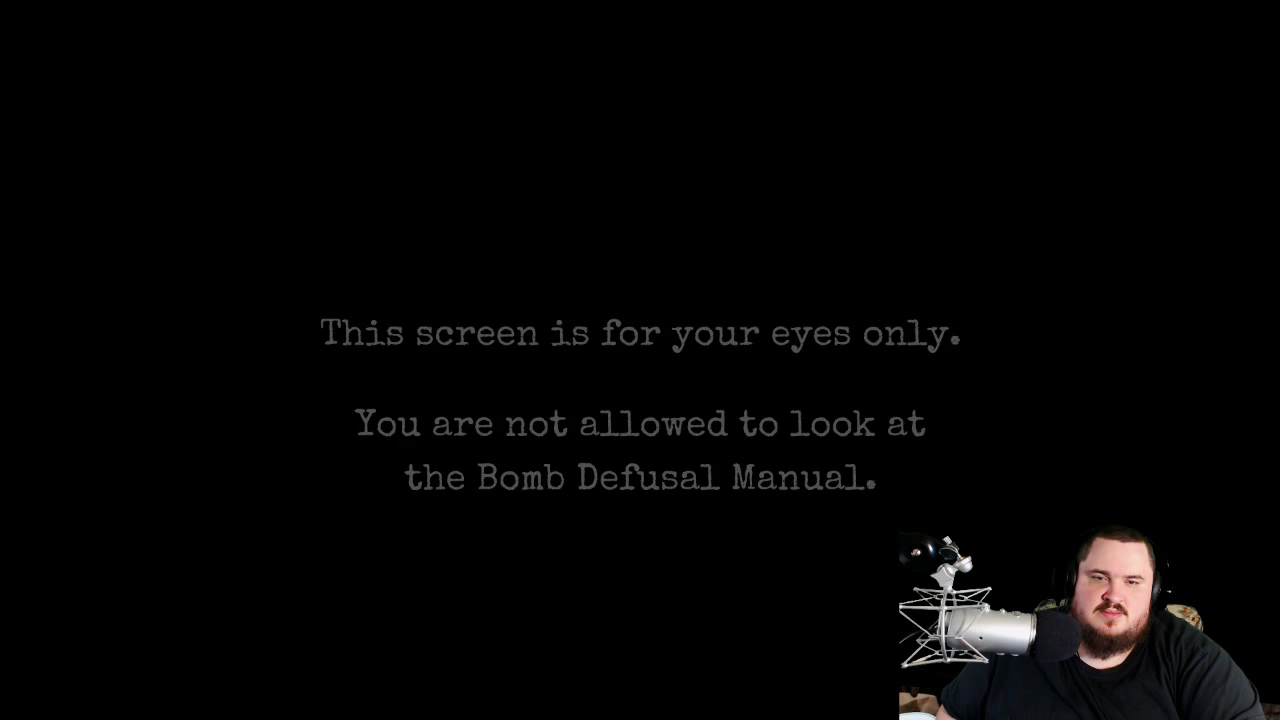 This screen is for your eyes only.
You are not allowed to look at
the Bomb Defusal Manual.